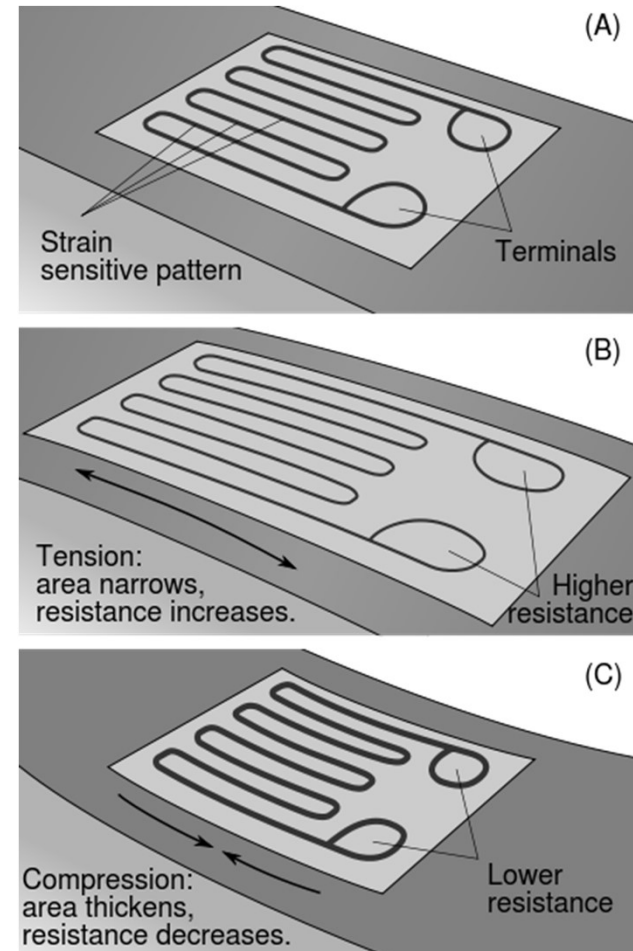 (A)
Strain
sensitive pattern
Terminals
(B)
Tension:
area narrows,
resistance increases.
Higher
resistance
(C)
Compression:
area thickens,
resistance decreases.
Lower
resistance